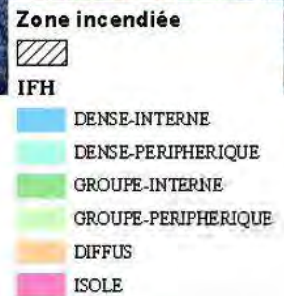 Zone incendiée
IFH
DENSE-INTERNE
DENSE-PERIPHERIQUE
GROUPE-INTERNE
GROUPE-PERIPHERIQUE
DIFFUS
ISOLE